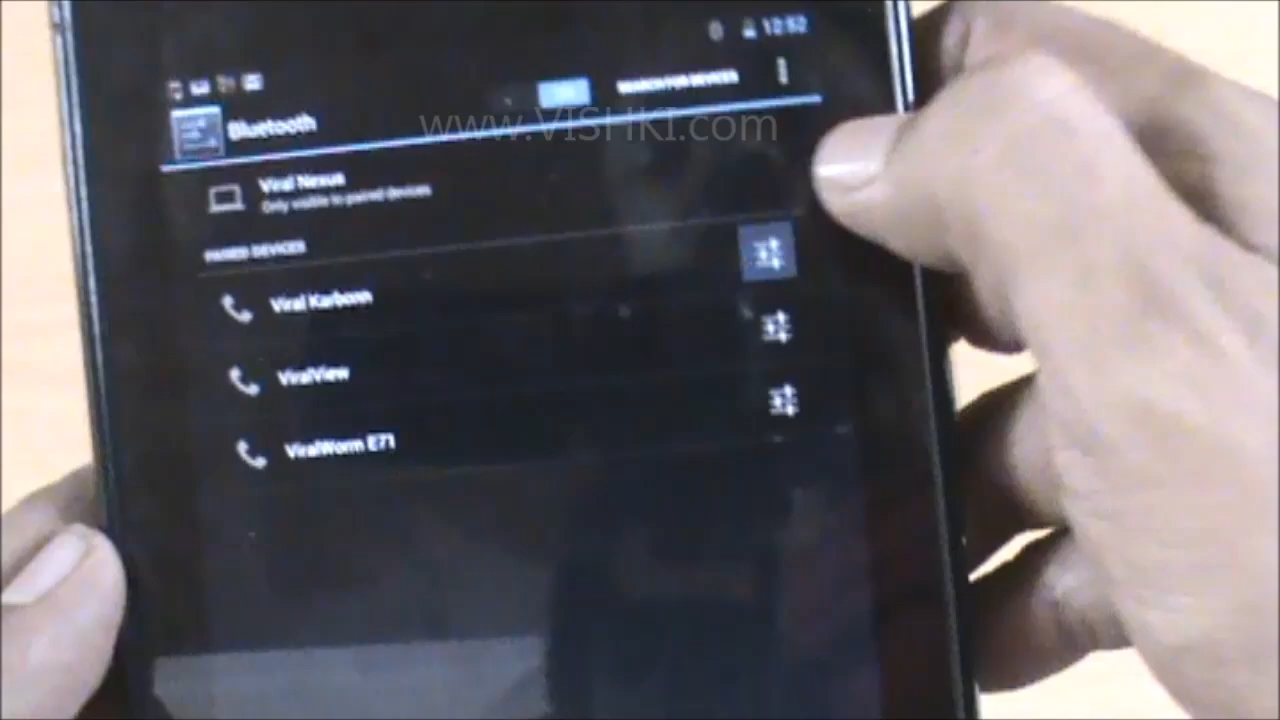 12:52
SEARCH FOR DEVICES
Bluetooth
www.VISHKI.com
Viral Nexus
Only visible to paired devices
PAIRED DEVICES
Viral Karbonn
ViralView
ViralWorm E71